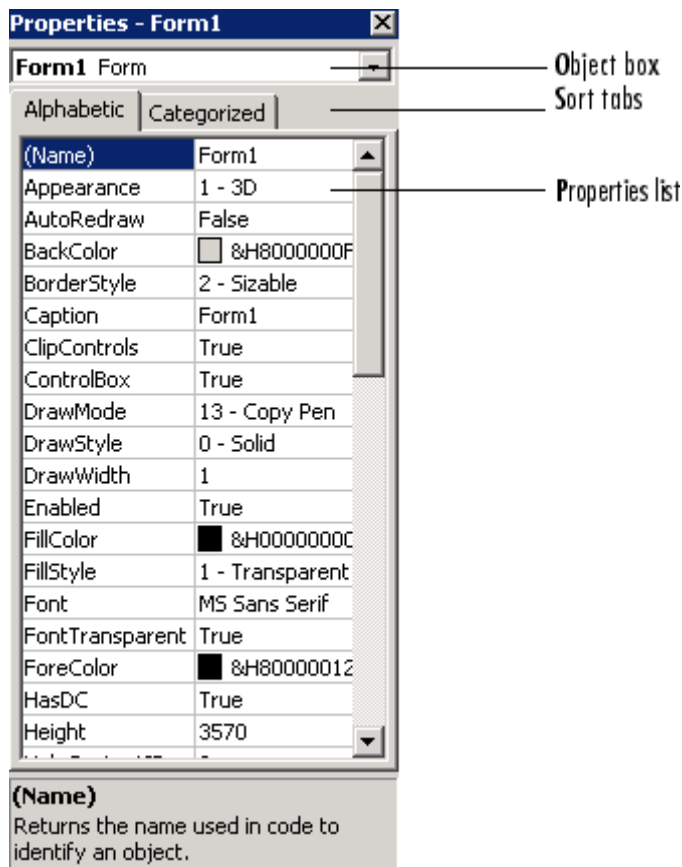 Properties - Form1
Form1 Form
Object box
Alphabetic Categorized
Sort tabs
(Name) Form1
Appearance 1 - 3D
Properties list
AutoRedraw False
BackColor &H8000000F
BorderStyle 2 - Sizable
Caption Form1
ClipControls True
ControlBox True
DrawMode 13 - Copy Pen
DrawStyle 0 - Solid
DrawWidth 1
Enabled True
FillColor &H00000000
FillStyle 1 - Transparent
Font MS Sans Serif
FontTransparent True
ForeColor &H80000012
HasDC True
Height 3570
(Name)
Returns the name used in code to
identify an object.